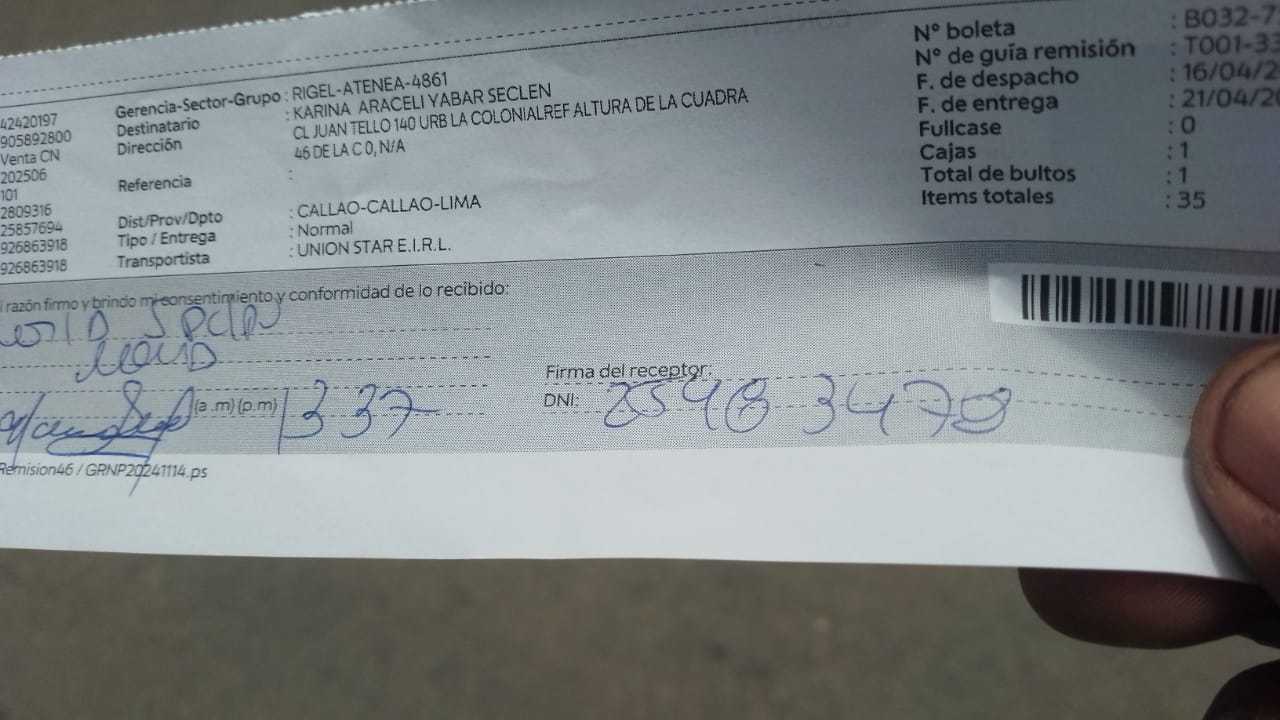 42420197
905892800
Venta CN
202506
101
2809316
25857694
926863918
926863918
Gerencia-Sector-Grupo : RIGEL-ATENEA-4861
Destinatario : KARINA ARACELI YABAR SECLEN
Dirección : CL JUAN TELLO 140 URB LA COLONIALREF ALTURA DE LA CUADRA
46 DE LA C 0, N/A
Referencia :
Dist/Prov/Dpto : CALLAO-CALLAO-LIMA
Tipo / Entrega : Normal
Transportista : UNION STAR E.I.R.L.
N° boleta : B032-7
N° de guía remisión : T001-33
F. de despacho : 16/04/2
F. de entrega : 21/04/20
Fullcase : 0
Cajas : 1
Total de bultos : 1
Items totales : 35
i razón firmo y brindo mi consentimiento y conformidad de lo recibido:
(a .m) (p.m) 1337
Firma del receptor:
DNI: 2548 3478
Remision46 / GRNP20241114.ps